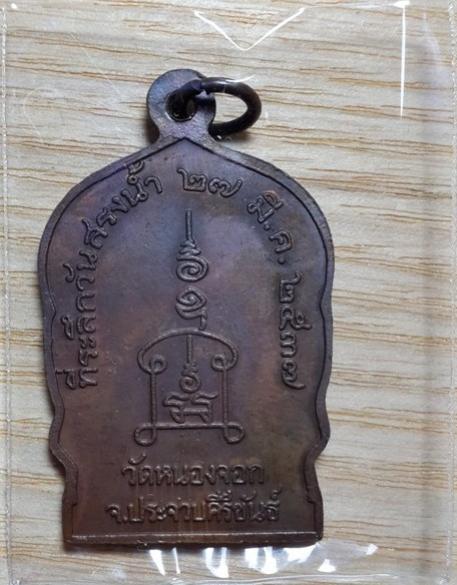 ที่ระลึกวันสรงน้ำ ๒๗ มี.ค. ๒๕๓๗
วัดหนองจอก
จ.ประจวบคีรีขันธ์